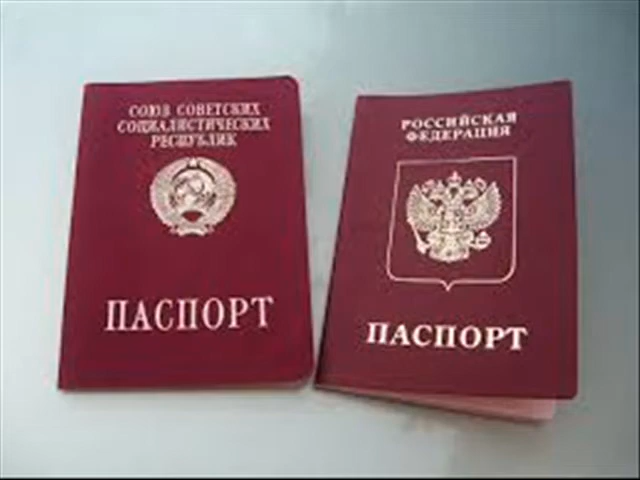 СОЮЗ СОВЕТСКИХ
СОЦИАЛИСТИЧЕСКИХ
РЕСПУБЛИК
ПАСПОРТ
РОССИЙСКАЯ
ФЕДЕРАЦИЯ
ПАСПОРТ